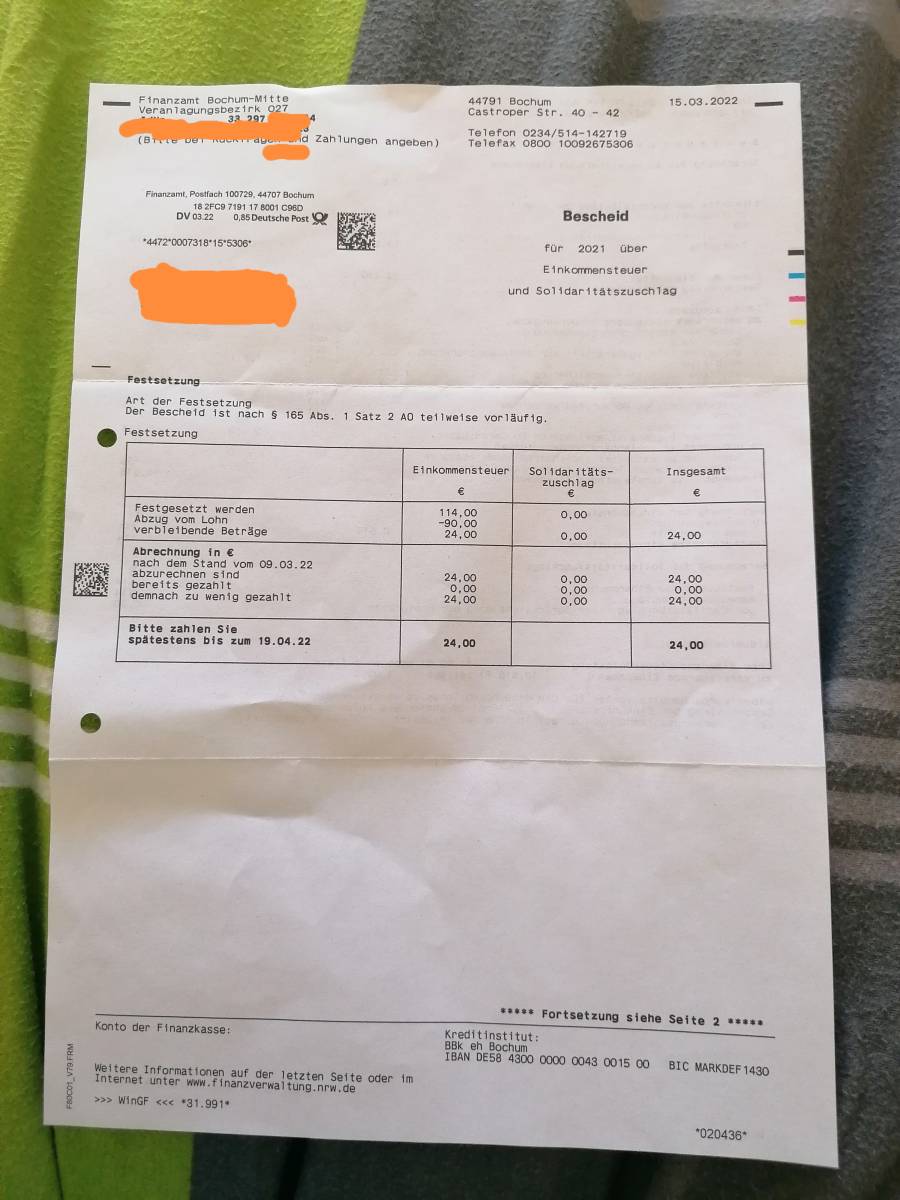 Finanzamt Bochum-Mitte
Veranlagungsbezirk 027
33 297 4
(Bitte bei Rückfragen und Zahlungen angeben)
44791 Bochum
Castroper Str. 40 - 42
15.03.2022
Telefon 0234/514-142719
Telefax 0800 10092675306
Finanzamt, Postfach 100729, 44707 Bochum
18 2FC9 7191 17 8001 C96D
DV 03.22 0,85 Deutsche Post
*4472*0007318*15*5306*
Bescheid
für 2021 über
Einkommensteuer
und Solidaritätszuschlag
Festsetzung
Art der Festsetzung
Der Bescheid ist nach § 165 Abs. 1 Satz 2 AO teilweise vorläufig.
Festsetzung
Einkommensteuer Solidaritäts- Insgesamt
zuschlag
€ € €
Festgesetzt werden 114,00 0,00
Abzug vom Lohn -90,00
verbleibende Beträge 24,00 0,00 24,00
Abrechnung in €
nach dem Stand vom 09.03.22
abzurechnen sind 24,00 0,00 24,00
bereits gezahlt 0,00 0,00 0,00
demnach zu wenig gezahlt 24,00 0,00 24,00
Bitte zahlen Sie
spätestens bis zum 19.04.22 24,00 24,00
***** Fortsetzung siehe Seite 2 *****
Konto der Finanzkasse:
Kreditinstitut:
BBk eh Bochum
IBAN DE58 4300 0000 0043 0015 00 BIC MARKDEF1430
Weitere Informationen auf der letzten Seite oder im
Internet unter www.finanzverwaltung.nrw.de
>>> WinGF <<< *31.991*
*020436*
F80C01_V79.FRM